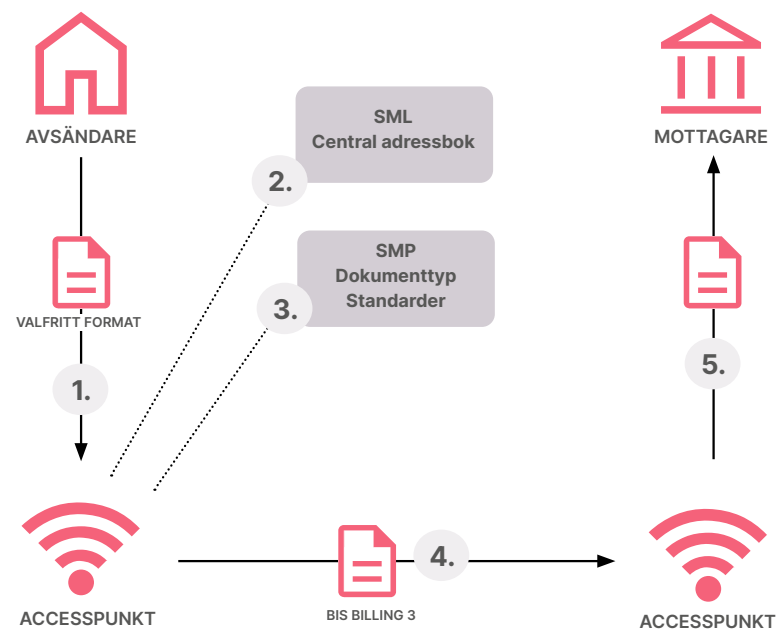 AVSÄNDARE
VALFRITT FORMAT
1.
ACCESSPUNKT
SML
Central adressbok
2.
SMP
Dokumenttyp
Standarder
3.
4.
BIS BILLING 3
MOTTAGARE
5.
ACCESSPUNKT